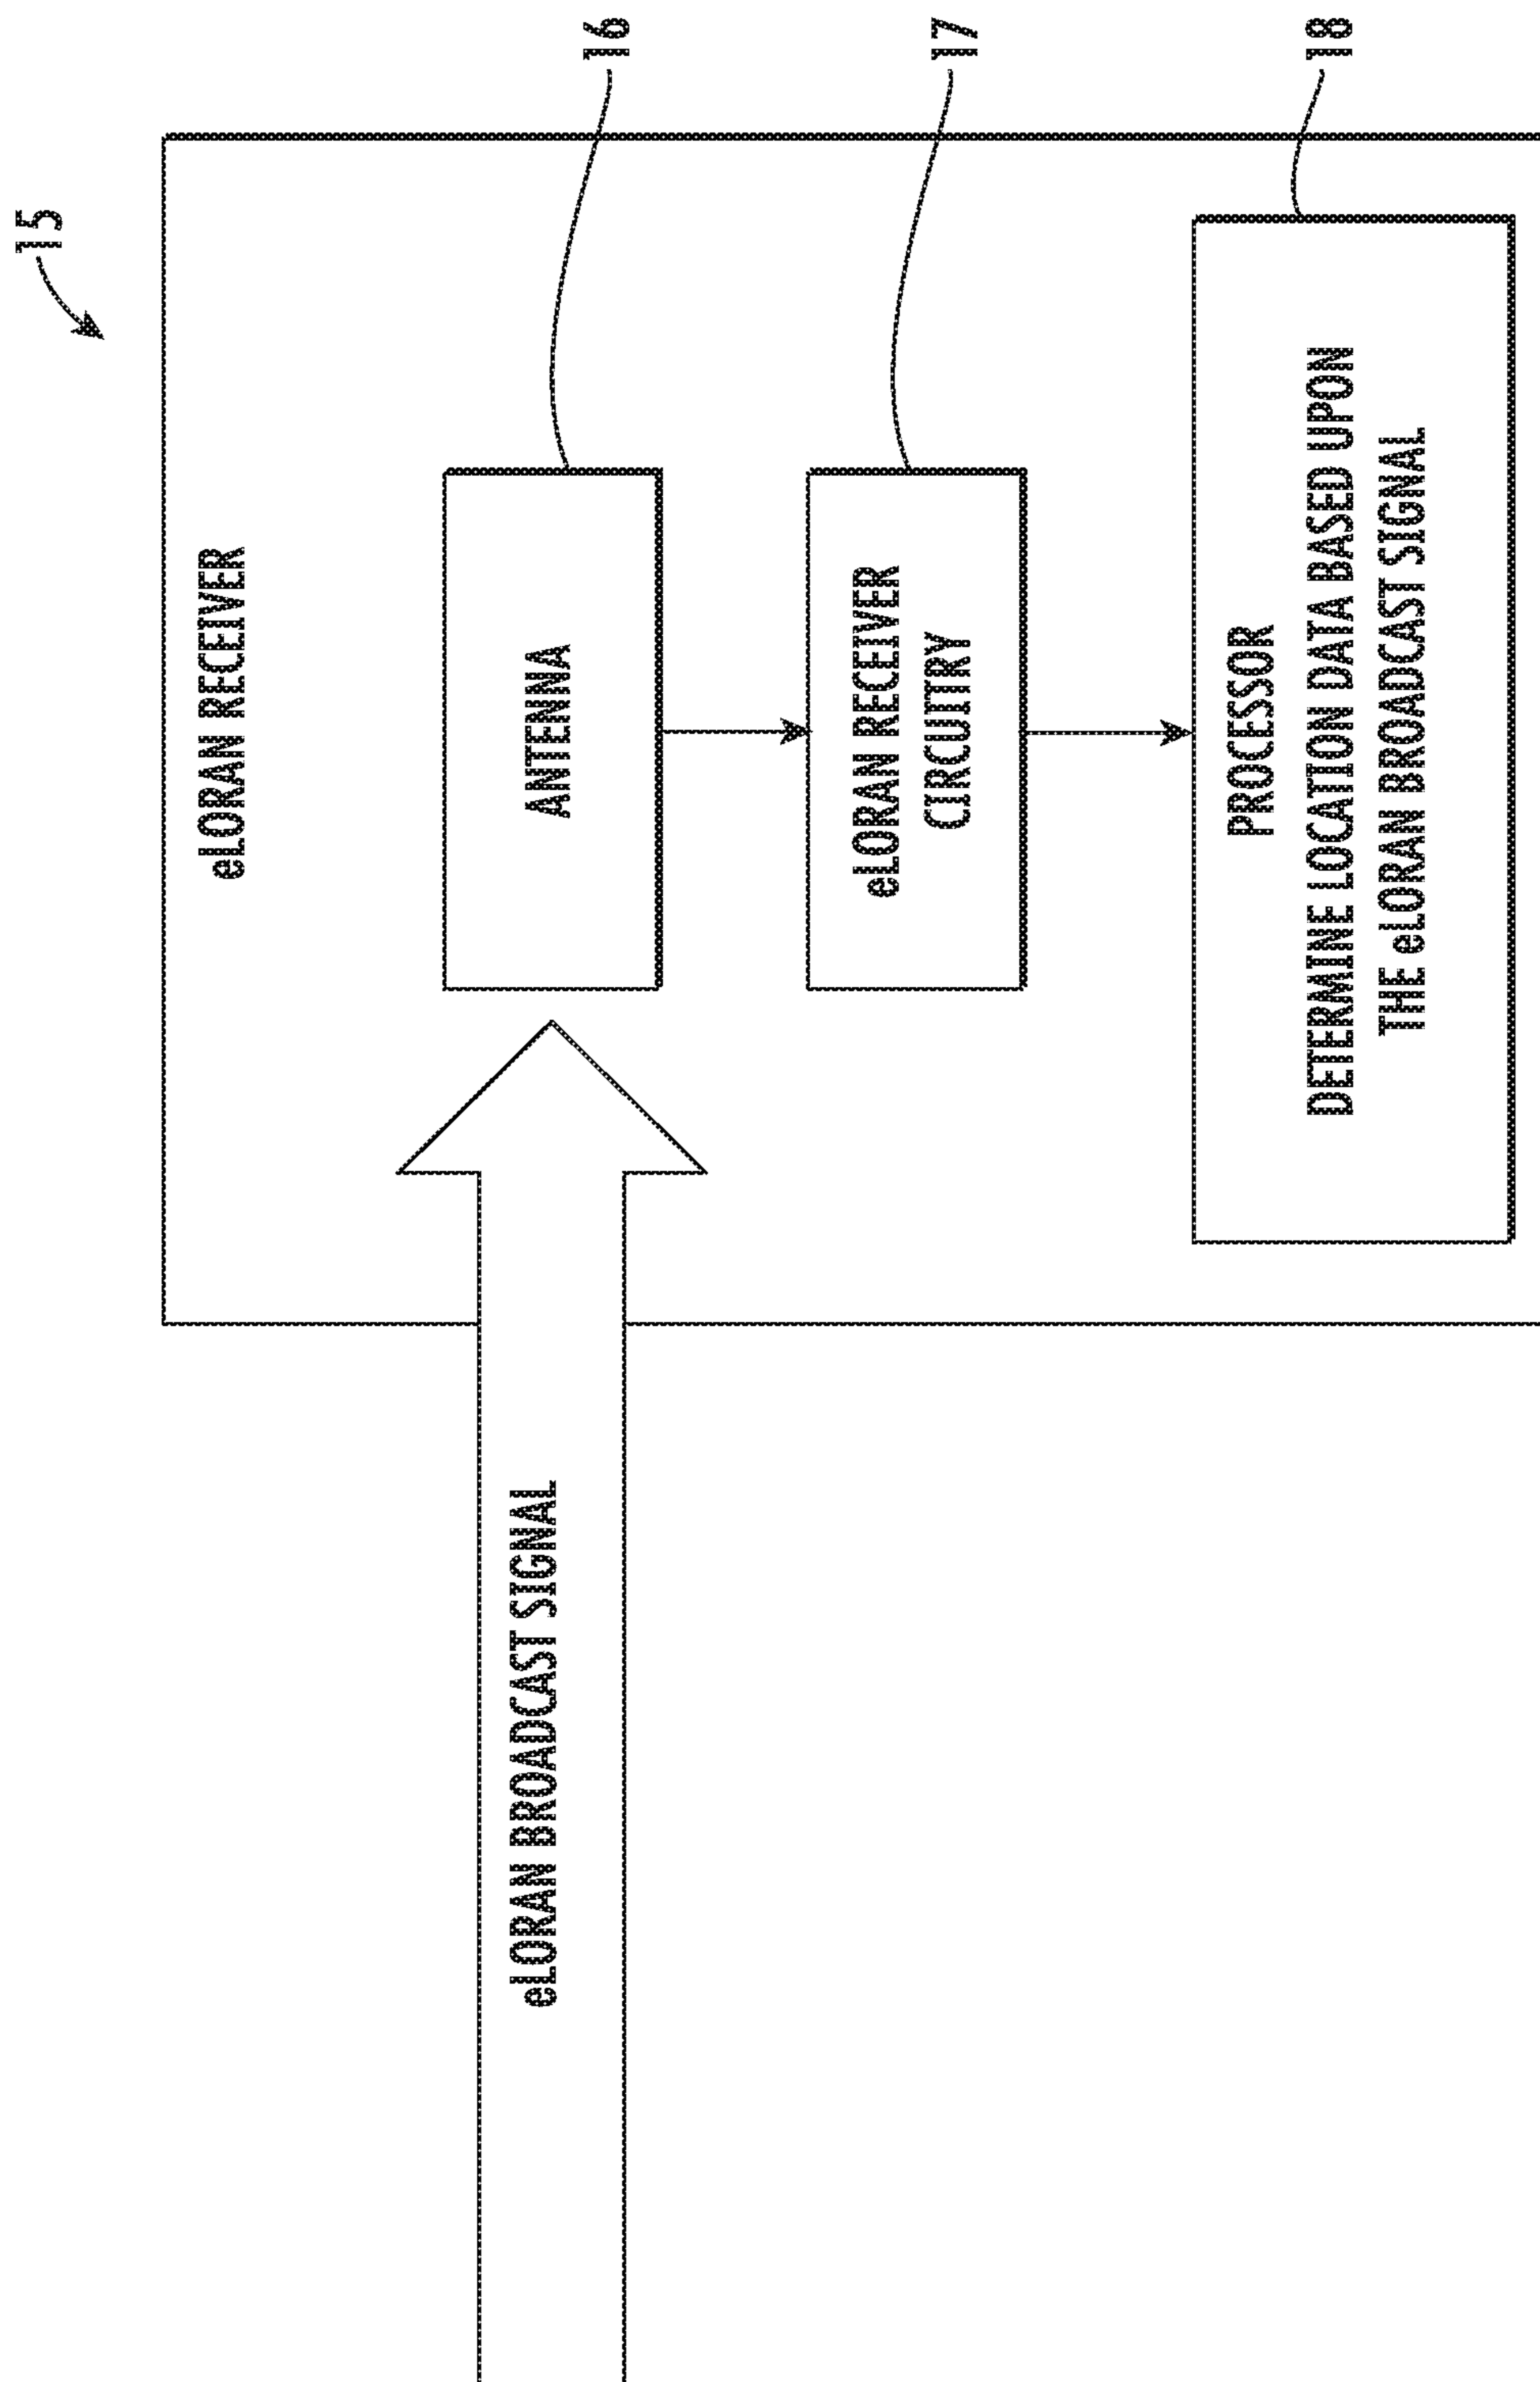 15
eLORAN RECEIVER
16
ANTENNA
17
eLORAN RECEIVER
CIRCUITRY
18
PROCESSOR
DETERMINE LOCATION DATA BASED UPON
THE eLORAN BROADCAST SIGNAL
eLORAN BROADCAST SIGNAL